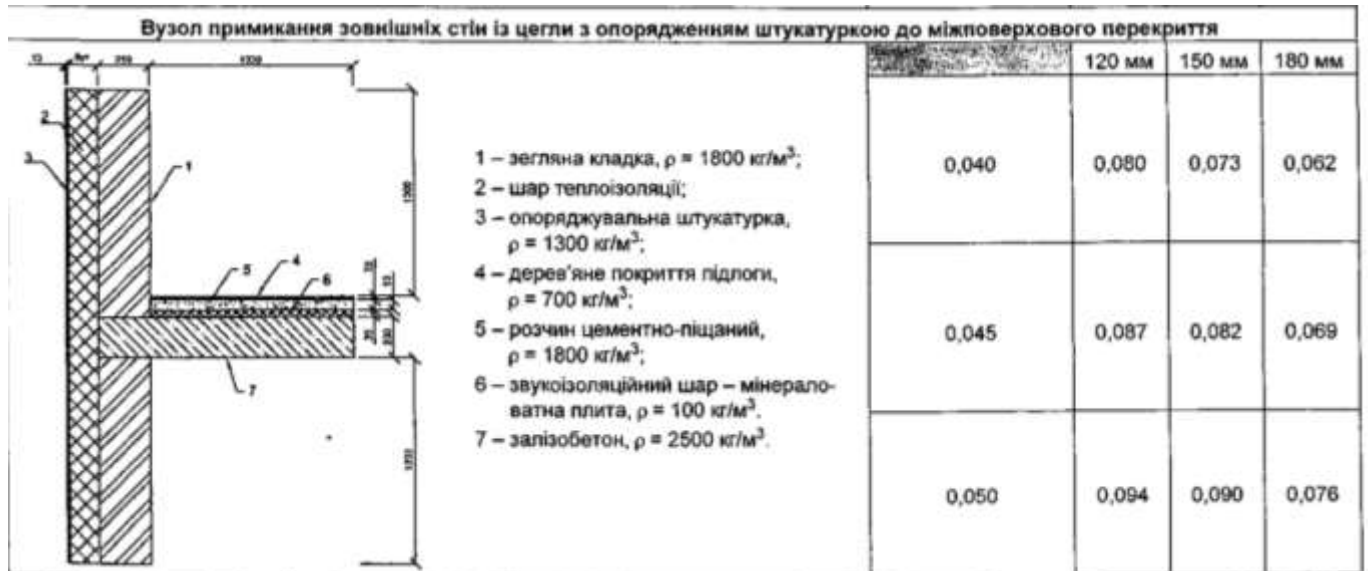 Вузол примикання зовнішніх стін із цегли з опорядженням штукатуркою до міжповерхового перекриття
120 мм 150 мм 180 мм
250
1300
2
3
1
5
4
6
7
1 – зегляна кладка, ρ = 1800 кг/м³;
2 – шар теплоізоляції;
3 – опоряджувальна штукатурка,
ρ = 1300 кг/м³;
4 – дерев'яне покриття підлоги,
ρ = 700 кг/м³;
5 – розчин цементно-піщаний,
ρ = 1800 кг/м³;
6 – звукоізоляційний шар – мінерало-
ватна плита, ρ = 100 кг/м³.
7 – залізобетон, ρ = 2500 кг/м³.
0,040 0,080 0,073 0,062
0,045 0,087 0,082 0,069
0,050 0,094 0,090 0,076